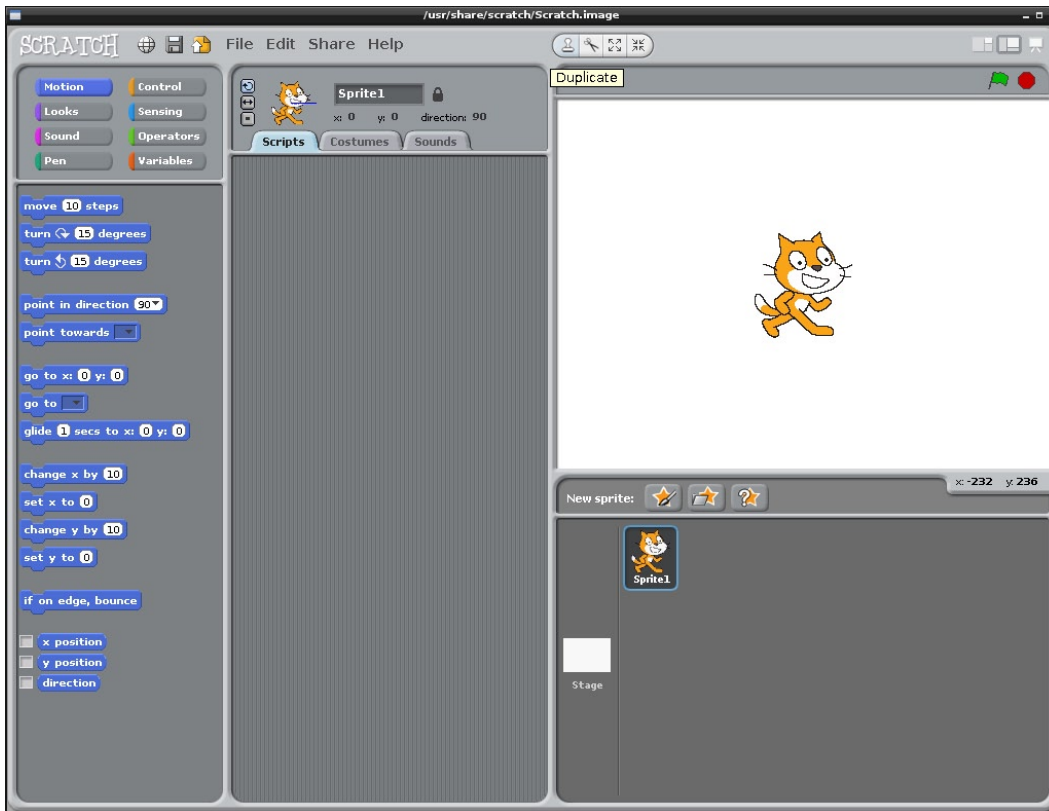 /usr/share/scratch/Scratch.image
SCRATCH File Edit Share Help
Duplicate
Motion Control
Looks Sensing
Sound Operators
Pen Variables
move 10 steps
turn 15 degrees
turn 15 degrees
point in direction 90
point towards
go to x: 0 y: 0
go to
glide 1 secs to x: 0 y: 0
change x by 10
set x to 0
change y by 10
set y to 0
if on edge, bounce
x position
y position
direction
Sprite1
x: 0 y: 0 direction: 90
Scripts Costumes Sounds
x: -232 y: 236
New sprite:
Sprite1
Stage